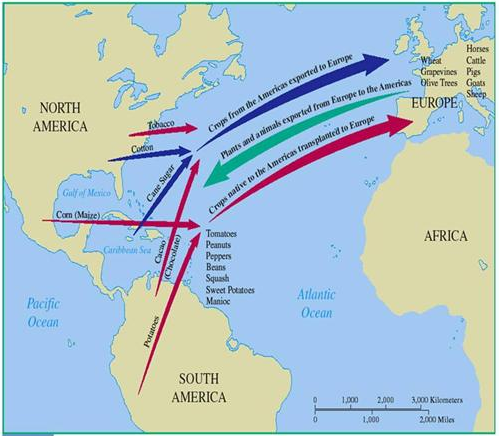 Horses
Cattle
Pigs
Goats
Sheep
Wheat
Grapevines
Olive Trees
EUROPE
NORTH
AMERICA
Tobacco
Crops from the Americas exported to Europe
Cotton
Plants and animals exported from Europe to the Americas
Cane Sugar
Crops native to the Americas transplanted to Europe
Gulf of Mexico
Corn (Maize)
Caribbean Sea
Cacao
(Chocolate)
Tomatoes
Peanuts
Peppers
Beans
Squash
Sweet Potatoes
Manioc
AFRICA
Pacific
Ocean
Atlantic
Ocean
Potatoes
SOUTH
AMERICA
0 1,000 2,000 3,000 Kilometers
0 1,000 2,000 Miles